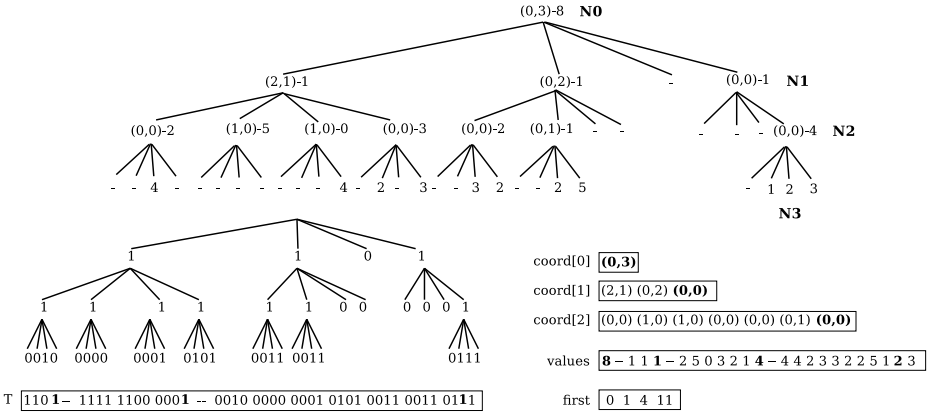 (0,3)-8 N0
(2,1)-1 (0,2)-1 - (0,0)-1 N1
(0,0)-2 (1,0)-5 (1,0)-0 (0,0)-3 (0,0)-2 (0,1)-1 - - - - - (0,0)-4 N2
- - 4 - - - - - - - - 4 - 2 - 3 - - 3 2 - - 2 5 - 1 2 3
N3
1 1 0 1
1 1 1 1 1 1 0 0 0 0 0 1
0010 0000 0001 0101 0011 0011 0111
coord[0] (0,3)
coord[1] (2,1) (0,2) (0,0)
coord[2] (0,0) (1,0) (1,0) (0,0) (0,0) (0,1) (0,0)
values 8 – 1 1 1 – 2 5 0 3 2 1 4 – 4 4 2 3 3 2 2 5 1 2 3
T 110 1 – 1111 1100 0001 -- 0010 0000 0001 0101 0011 0011 0111
first 0 1 4 11